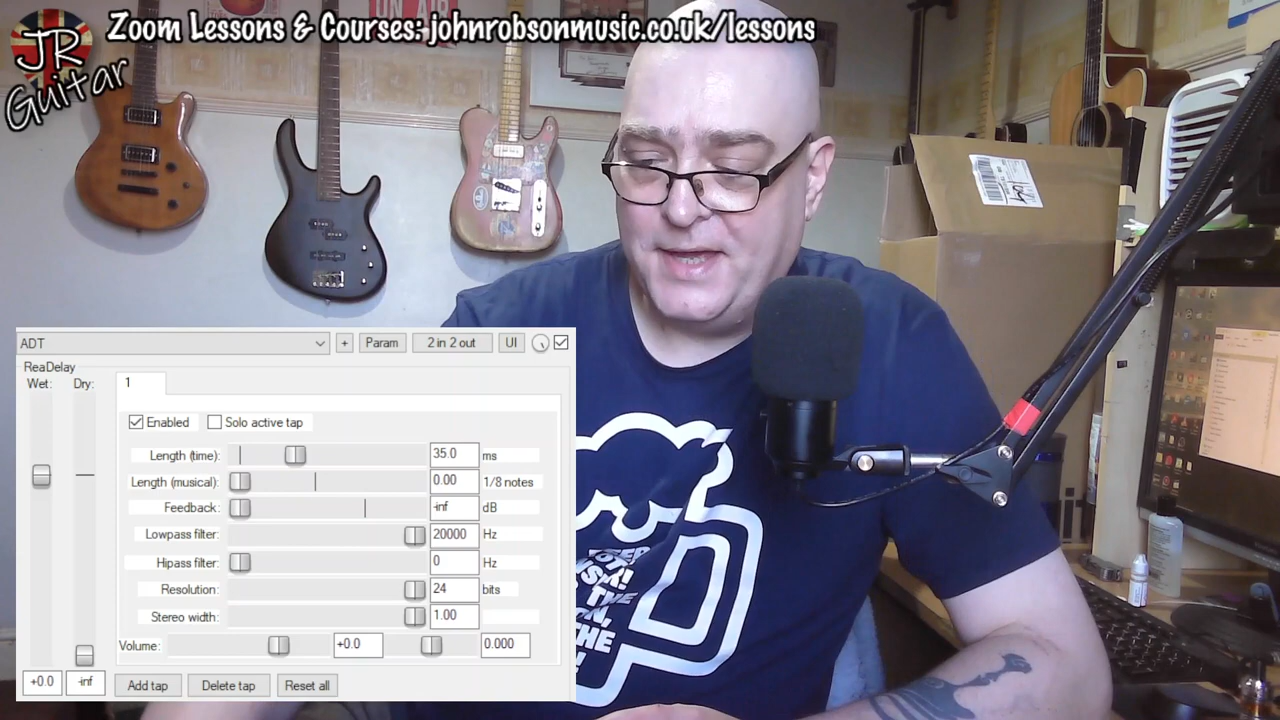 Zoom Lessons & Courses: johnrobsonmusic.co.uk/lessons
JR
Guitar
ON AIR
ADT
+ Param 2 in 2 out UI
ReaDelay
Wet: Dry: 1
Enabled Solo active tap
Length (time): 35.0 ms
Length (musical): 0.00 1/8 notes
Feedback: -inf dB
Lowpass filter: 20000 Hz
Hipass filter: 0 Hz
Resolution: 24 bits
Stereo width: 1.00
Volume: +0.0 0.000
+0.0 -inf Add tap Delete tap Reset all
THE